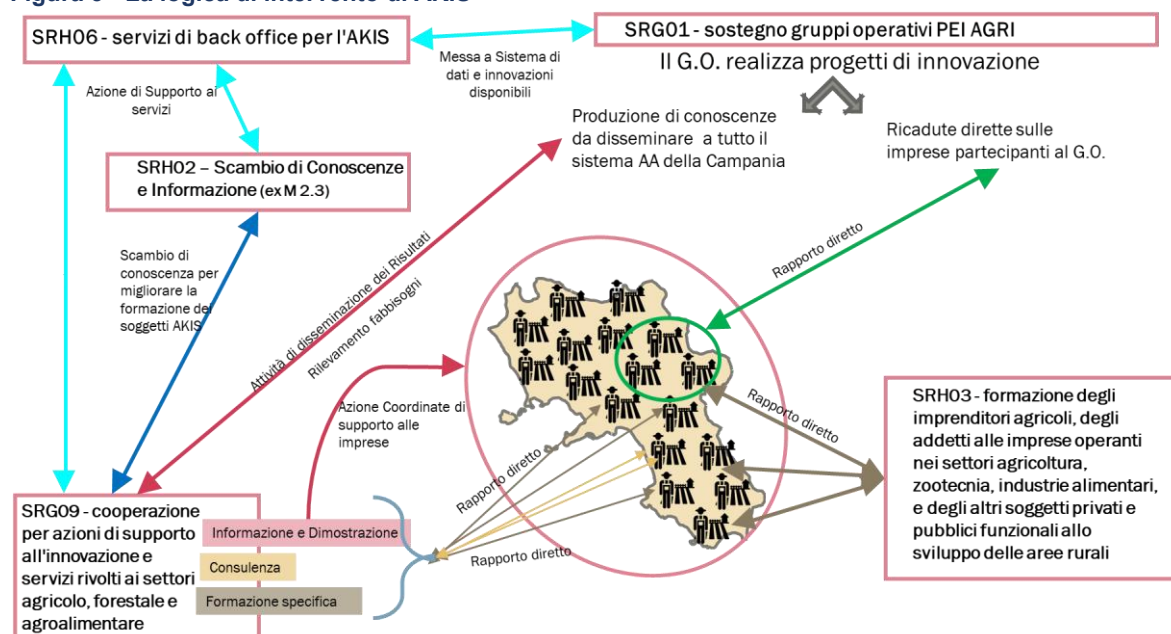 SRH06 - servizi di back office per l'AKIS
SRG01 - sostegno gruppi operativi PEI AGRI
Messa a Sistema di
dati e innovazioni
disponibili
Il G.O. realizza progetti di innovazione
Azione di Supporto ai
servizi
Produzione di conoscenze
da disseminare a tutto il
sistema AA della Campania
Ricadute dirette sulle
imprese partecipanti al G.O.
SRH02 – Scambio di Conoscenze
e Informazione (ex M 2.3)
Scambio di
conoscenza per
migliorare la
formazione dei
soggetti AKIS
Attività di disseminazione dei Risultati
Rilevamento fabbisogni
Rapporto diretto
Azione Coordinate di
supporto alle
imprese
Rapporto diretto
Rapporto diretto
Rapporto diretto
SRH03 - formazione degli
imprenditori agricoli, degli
addetti alle imprese operanti
nei settori agricoltura,
zootecnia, industrie alimentari,
e degli altri soggetti privati e
pubblici funzionali allo
sviluppo delle aree rurali
SRG09 - cooperazione
per azioni di supporto
all'innovazione e
servizi rivolti ai settori
agricolo, forestale e
agroalimentare
Informazione e Dimostrazione
Consulenza
Formazione specifica